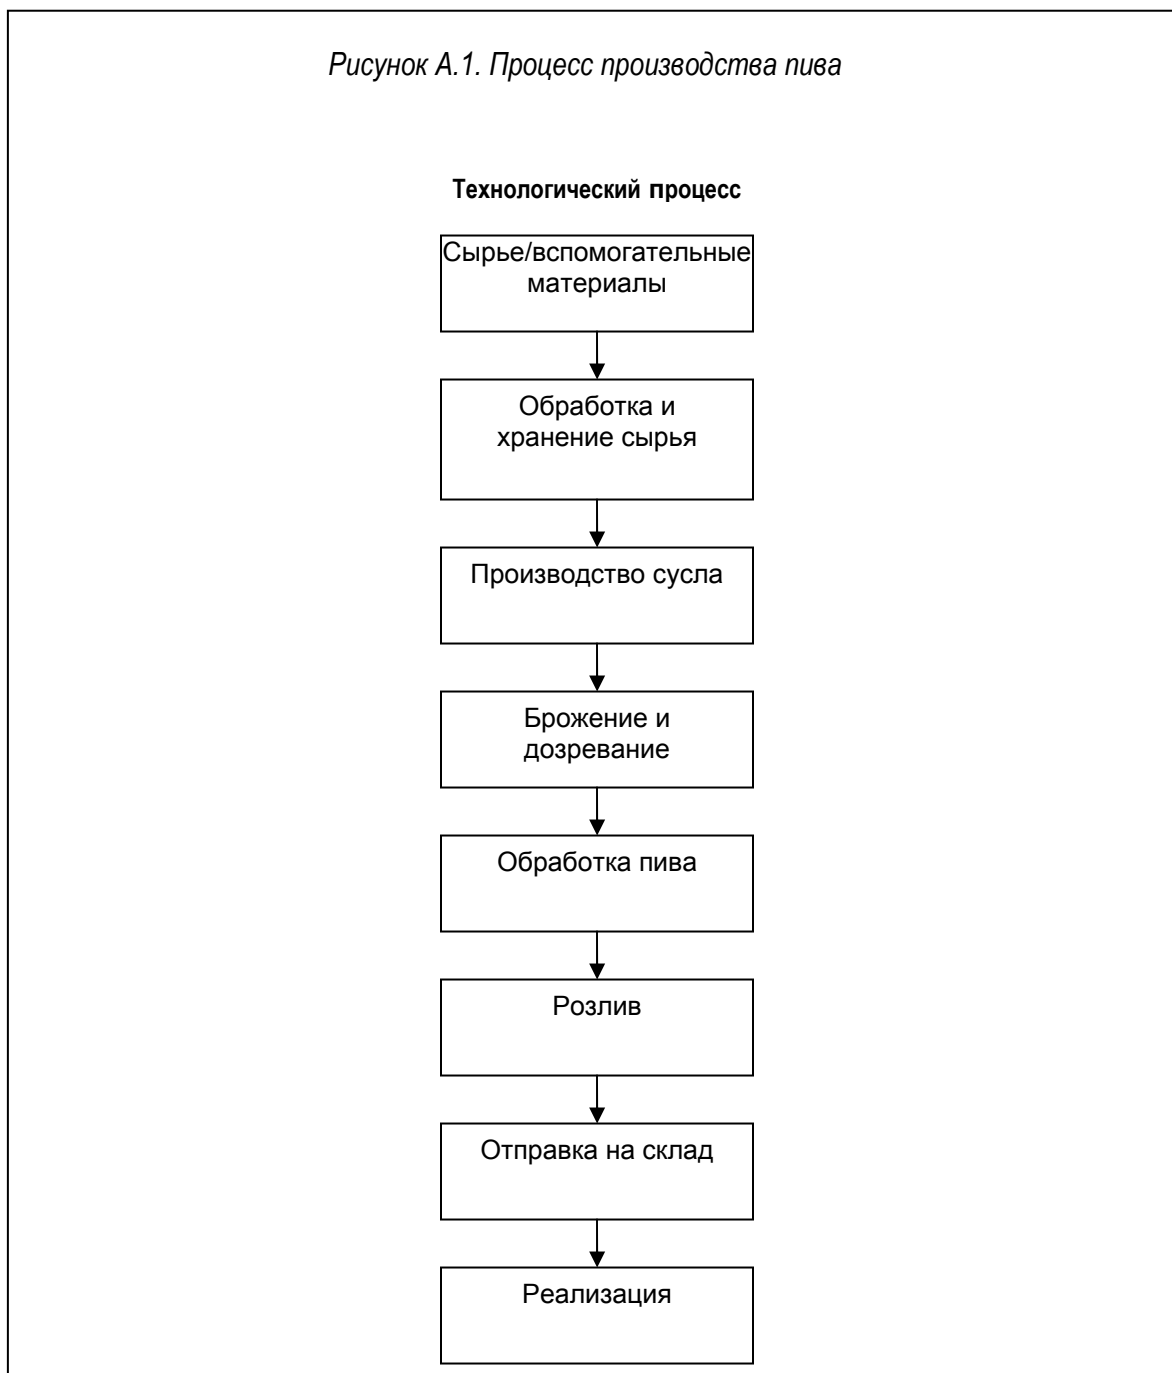 Рисунок А.1. Процесс производства пива
Технологический процесс
Сырье/вспомогательные
материалы
Обработка и
хранение сырья
Производство сусла
Брожение и
дозревание
Обработка пива
Розлив
Отправка на склад
Реализация